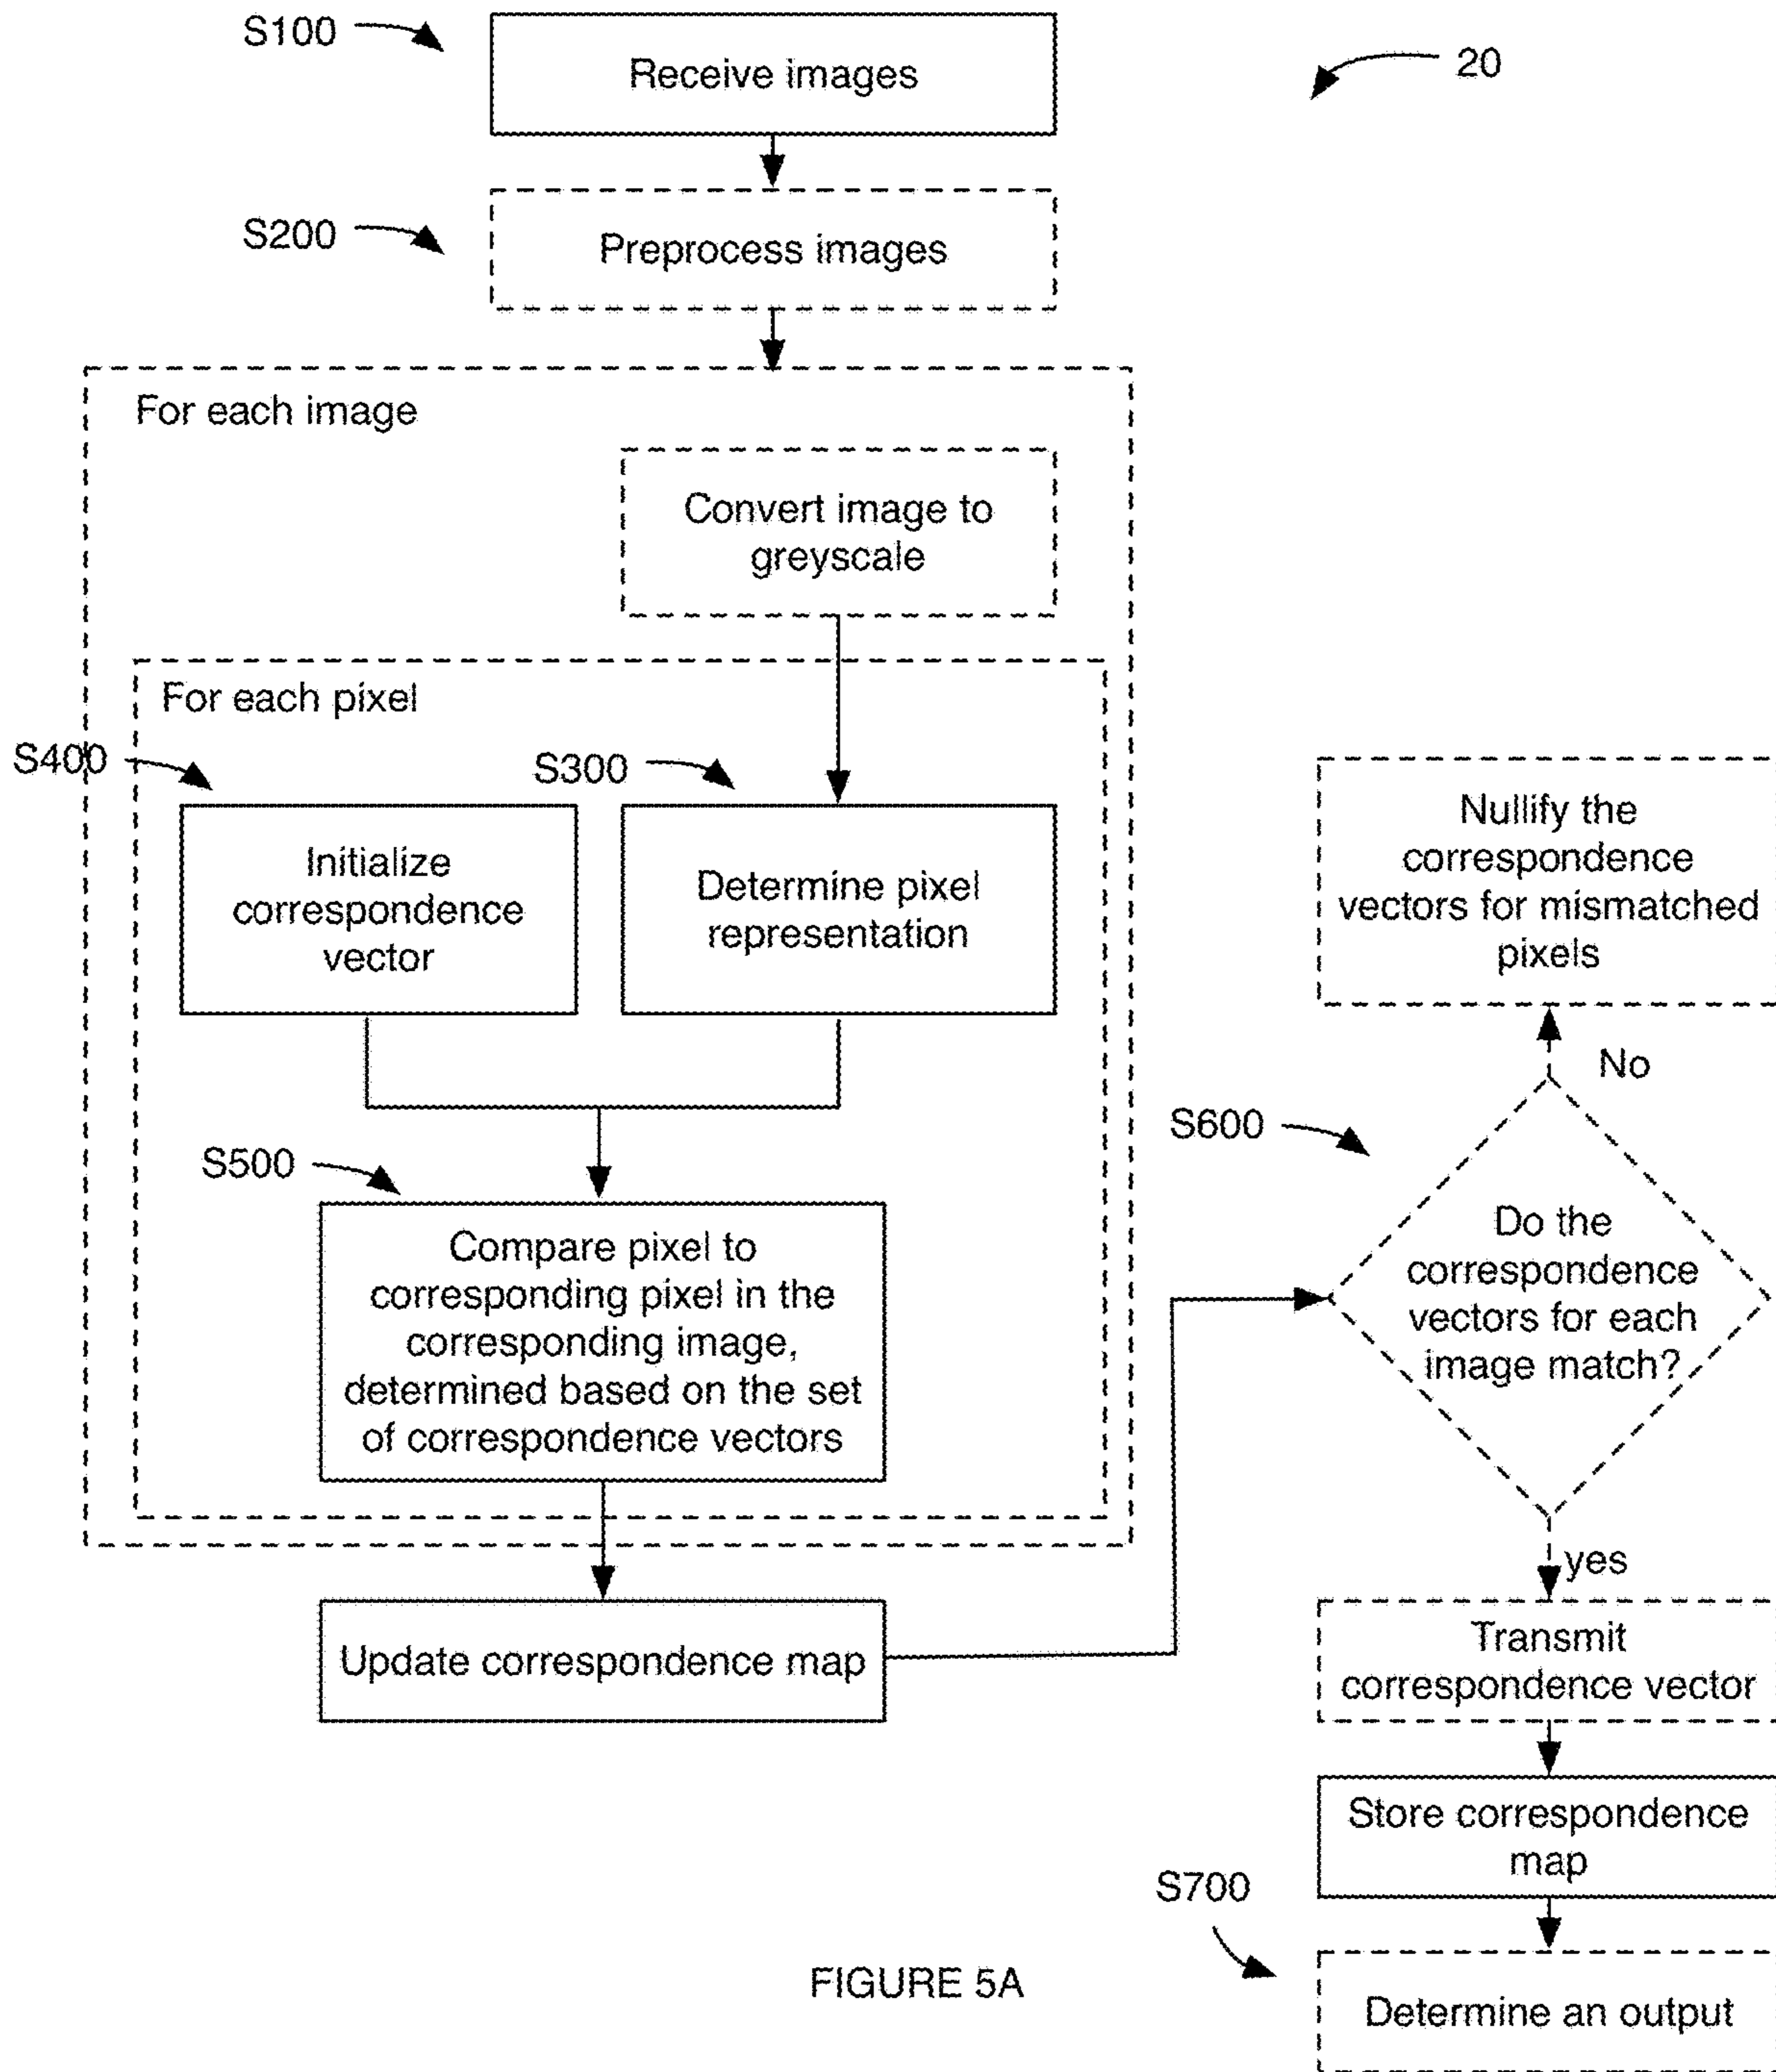 S100
Receive images
20
S200
Preprocess images
For each image
Convert image to
greyscale
For each pixel
S400
S300
Initialize
correspondence
vector
Determine pixel
representation
S500
Compare pixel to
corresponding pixel in the
corresponding image,
determined based on the set
of correspondence vectors
Update correspondence map
Nullify the
correspondence
vectors for mismatched
pixels
No
S600
Do the
correspondence
vectors for each
image match?
yes
Transmit
correspondence vector
Store correspondence
map
S700
Determine an output
FIGURE 5A